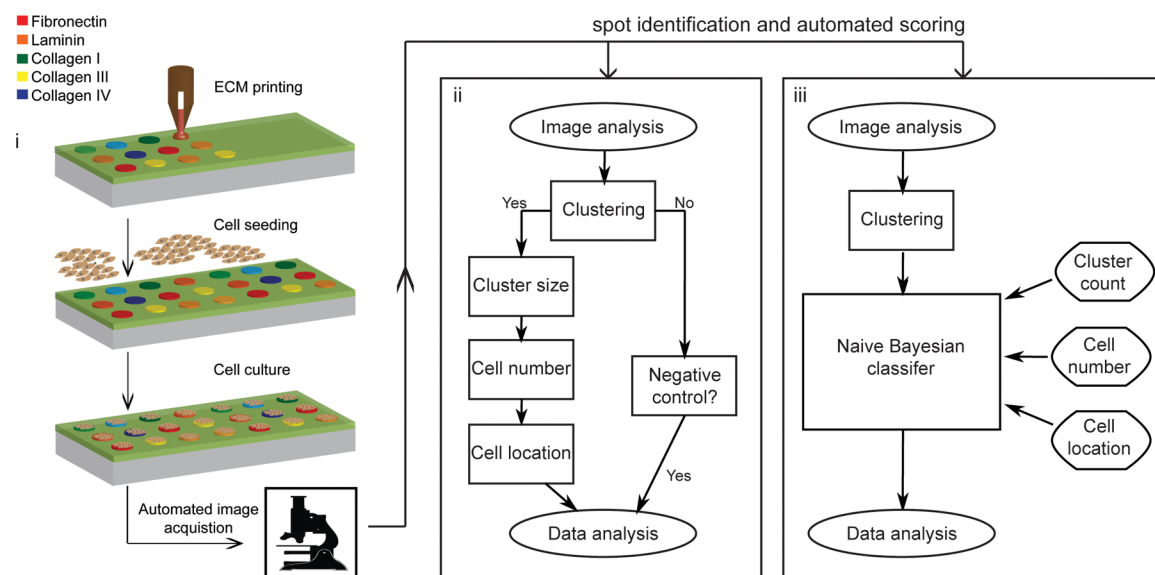 Fibronectin
Laminin
Collagen I
Collagen III
Collagen IV
i
ECM printing
Cell seeding
Cell culture
Automated image
acquistion
spot identification and automated scoring
ii
Image analysis
Clustering
Yes
No
Cluster size
Cell number
Cell location
Negative
control?
Yes
Data analysis
iii
Image analysis
Clustering
Naive Bayesian
classifer
Cluster
count
Cell
number
Cell
location
Data analysis